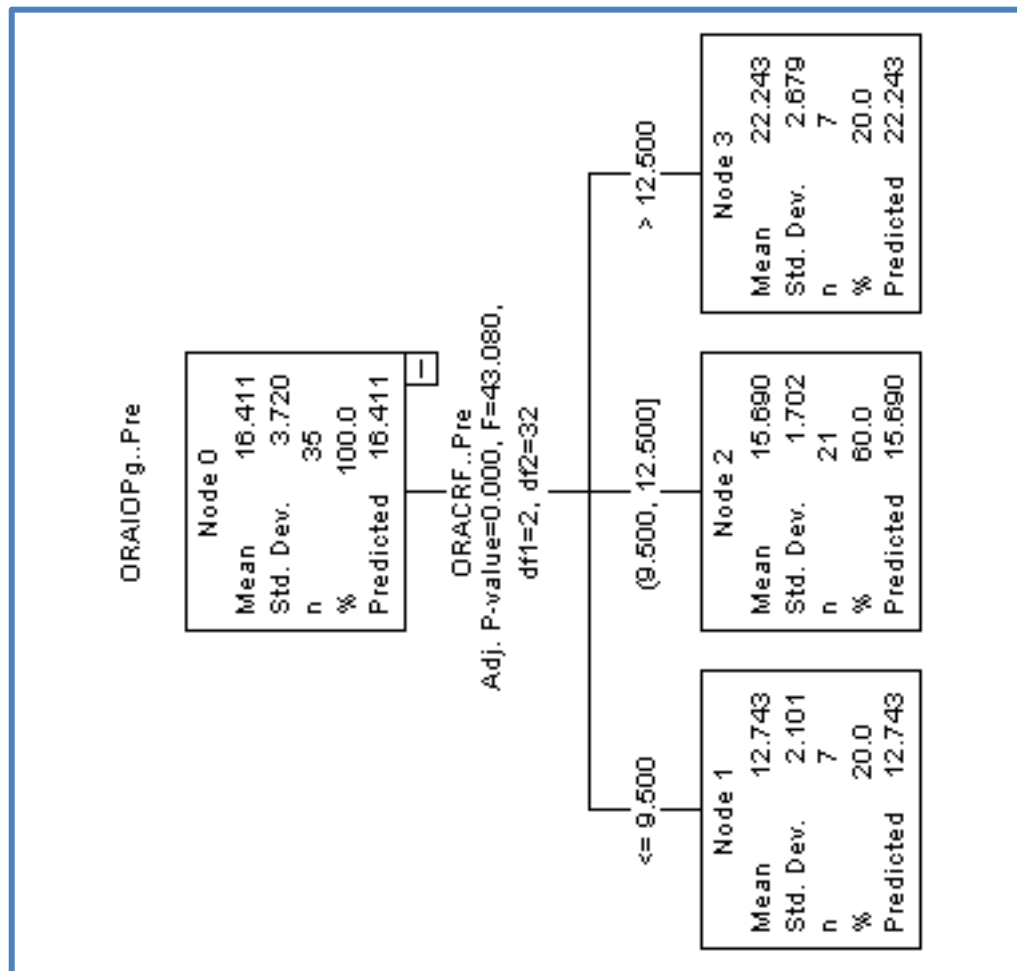 ORAIOPg..Pre
Node 0
Mean 16.411
Std. Dev. 3.720
n 35
% 100.0
Predicted 16.411
ORACRF..Pre
Adj. P-value=0.000, F=43.080,
df1=2, df2=32
<= 9.500
(9.500, 12.500]
> 12.500
Node 1
Mean 12.743
Std. Dev. 2.101
n 7
% 20.0
Predicted 12.743
Node 2
Mean 15.690
Std. Dev. 1.702
n 21
% 60.0
Predicted 15.690
Node 3
Mean 22.243
Std. Dev. 2.679
n 7
% 20.0
Predicted 22.243